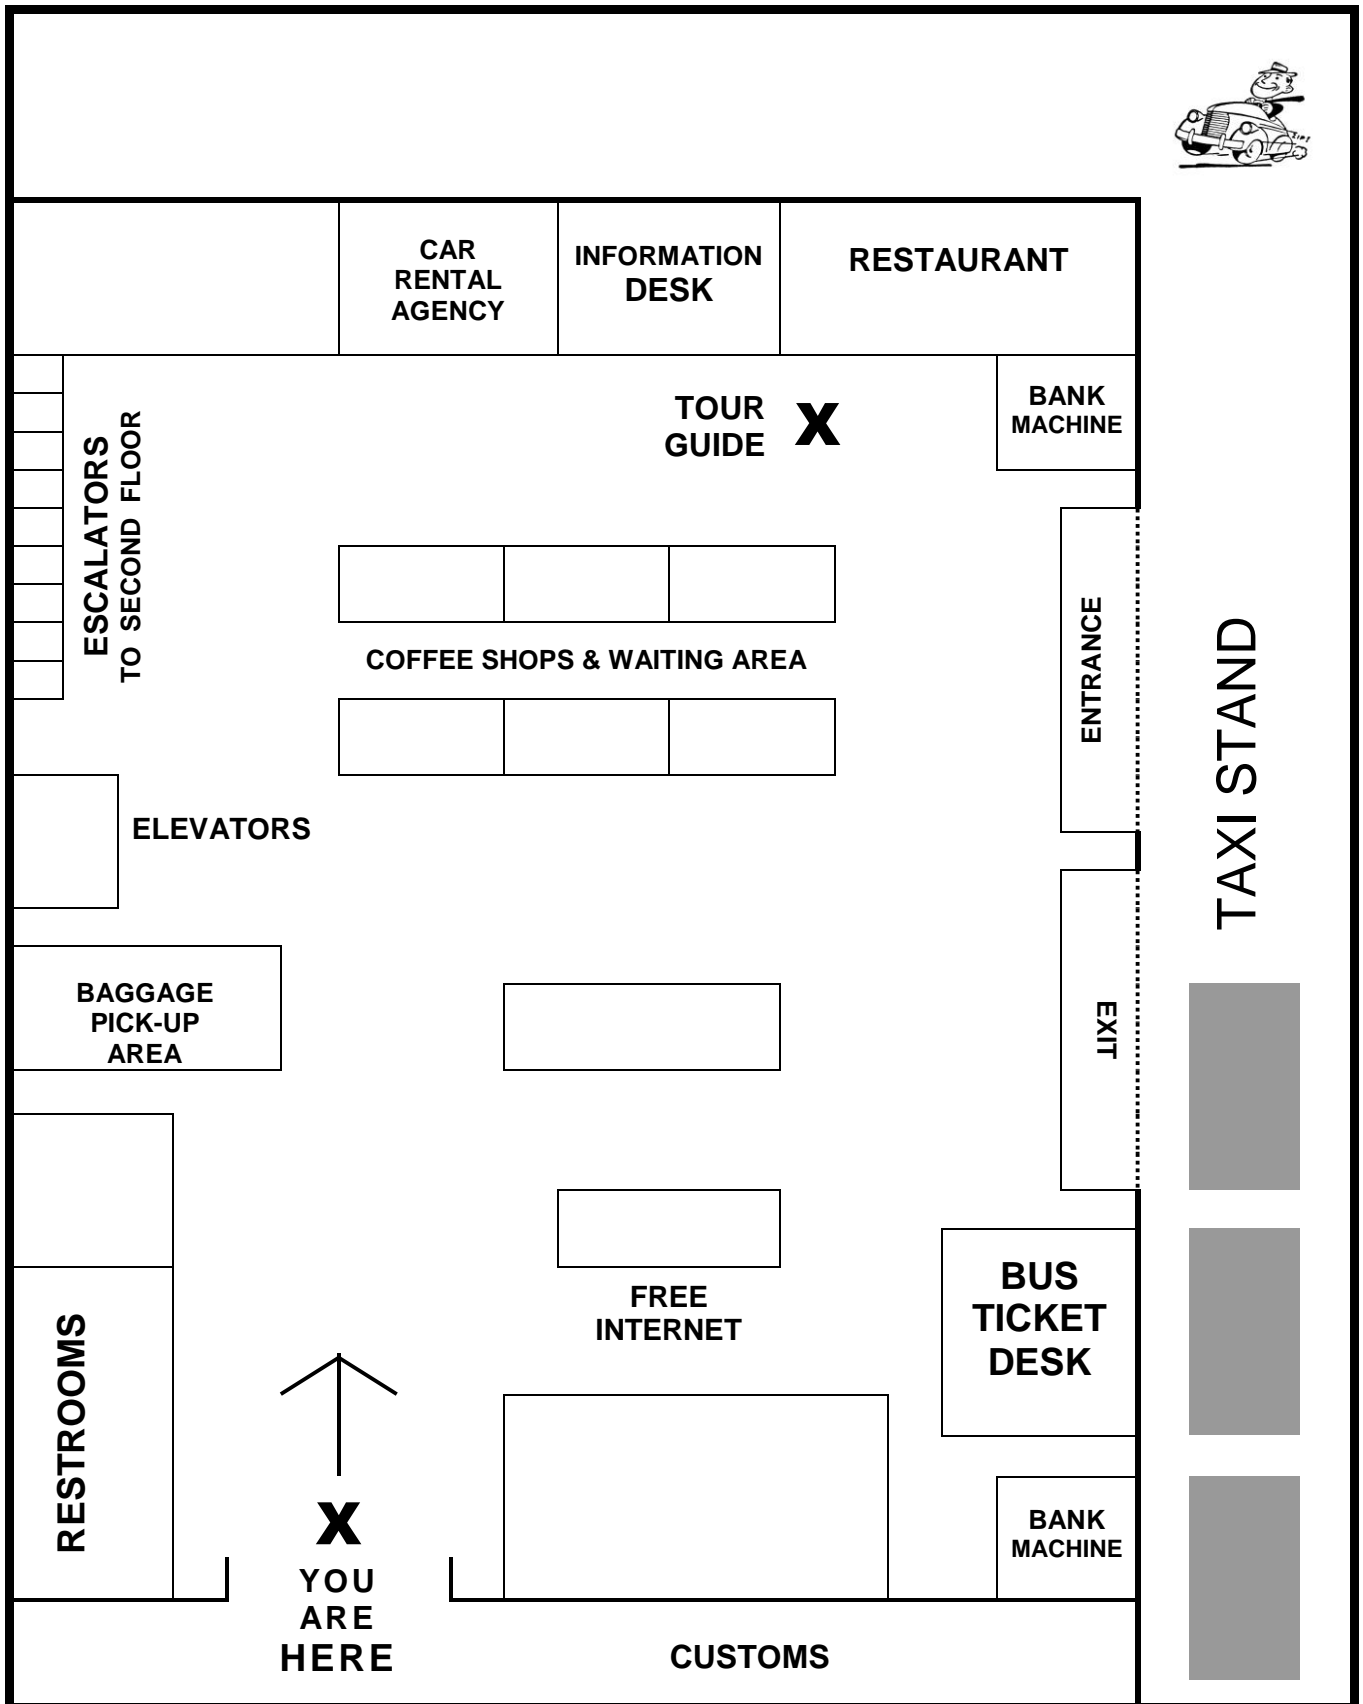 CAR
RENTAL
AGENCY
INFORMATION
DESK
RESTAURANT
TOUR
GUIDE
X
BANK
MACHINE
ESCALATORS
TO SECOND FLOOR
COFFEE SHOPS & WAITING AREA
ENTRANCE
TAXI STAND
ELEVATORS
BAGGAGE
PICK-UP
AREA
EXIT
FREE
INTERNET
BUS
TICKET
DESK
RESTROOMS
X
YOU
ARE
HERE
BANK
MACHINE
CUSTOMS